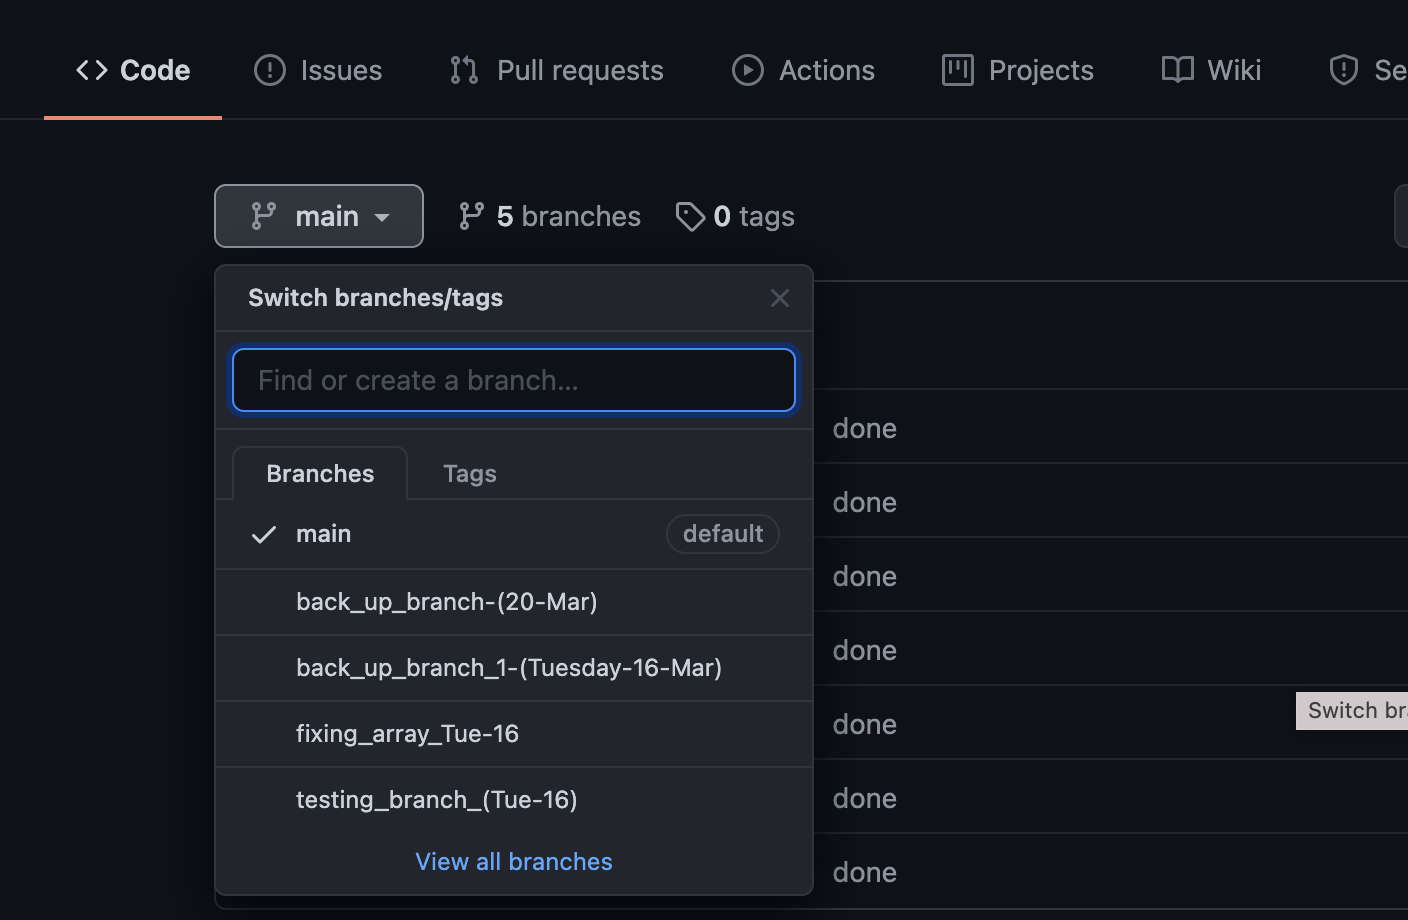 Code Issues Pull requests Actions Projects Wiki
main 5 branches 0 tags
Switch branches/tags
Find or create a branch...
Branches Tags
main default
back_up_branch-(20-Mar)
back_up_branch_1-(Tuesday-16-Mar)
fixing_array_Tue-16
testing_branch_(Tue-16)
View all branches
done
done
done
done
done
done
done
Switch